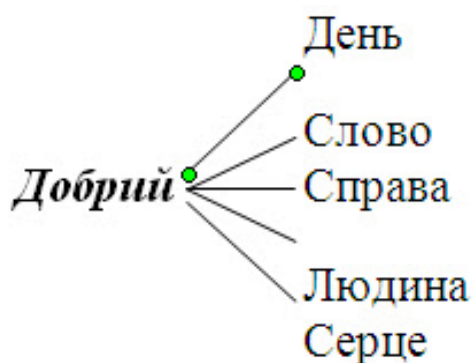 День
Слово
Добрий
Справа
Людина
Серце